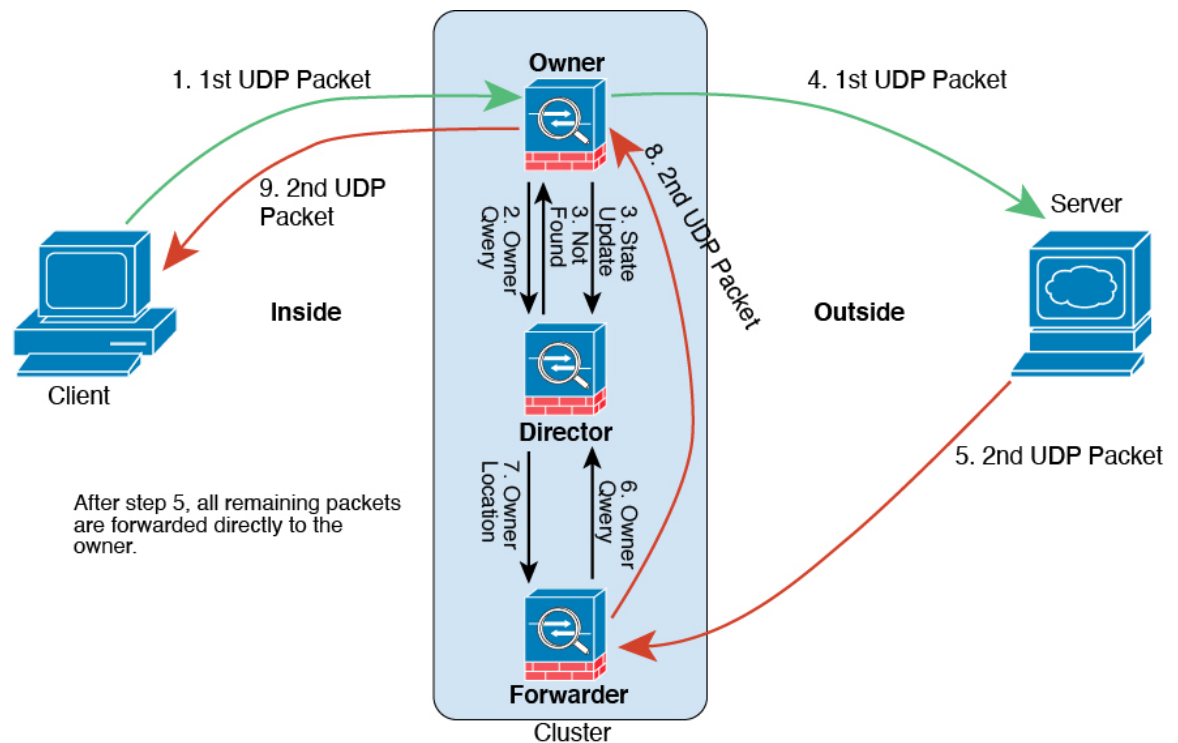 Owner
1. 1st UDP Packet
4. 1st UDP Packet
9. 2nd UDP
Packet
2. Owner
Qwery
3. Not
Found
3. State
Update
8. 2nd UDP Packet
Server
Inside
Outside
Client
Director
5. 2nd UDP Packet
7. Owner
Location
6. Owner
Qwery
After step 5, all remaining packets
are forwarded directly to the
owner.
Forwarder
Cluster